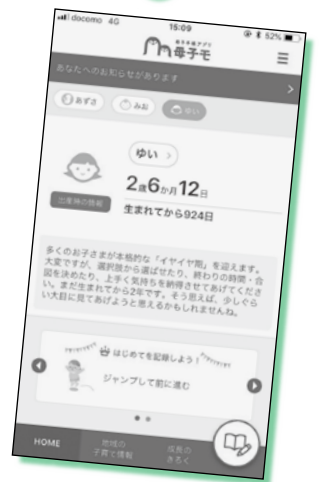 docomo 4G 15:09 52%
母子手帳アプリ
母子モ
あなたへのお知らせがあります
あずさ みお ゆい
ゆい
2歳6か月12日
出産時の情報
生まれてから924日
多くのお子さまが本格的な「イヤイヤ期」を迎えます。
大変ですが、選択肢から選ばせたり、終わりの時間・合
図を決めたり、上手く気持ちを納得させてあげてくださ
い。まだ生まれてから2年です。そう思えば、少しぐら
い大目に見てあげようと思えるかもしれませんね。
はじめてを記録しよう!
ジャンプして前に進む
HOME
地域の
子育て情報
成長の
きろく